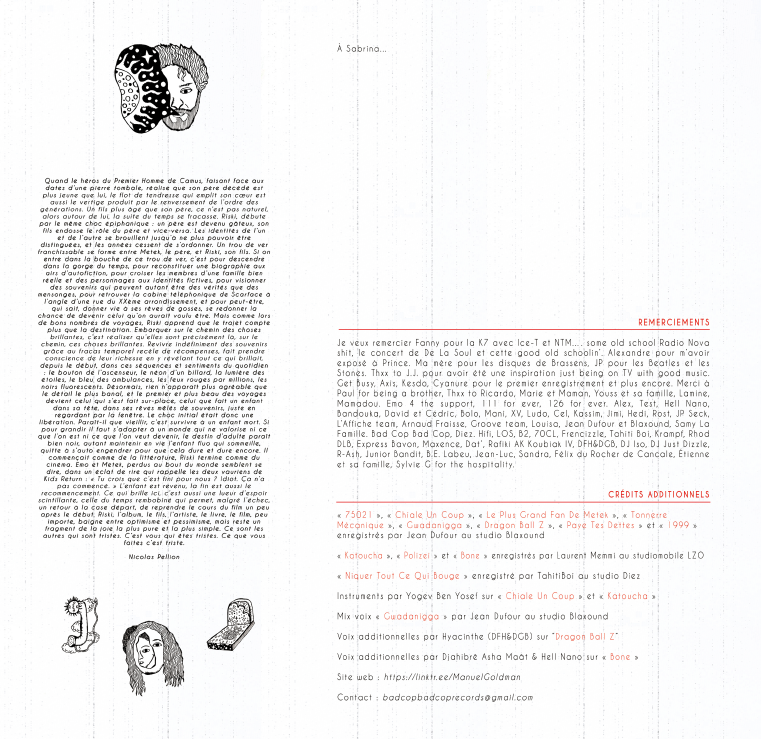 Quand le héros du Premier Homme de Camus, faisant face aux
dates d'une pierre tombale, réalise que son père décédé est
plus jeune que lui, le flot de tendresse qui emplit son cœur est
aussi le vertige produit par le renversement de l'ordre des
générations. Un fils plus âgé que son père, ce n'est pas naturel,
alors autour de lui, la suite du temps se fracasse. Riski, débute
par le même choc épiphanique : un père est devenu gâteux, son
fils endosse le rôle du père et vice-versa. Les identités de l'un
et de l'autre se brouillent jusqu'à ne plus pouvoir être
distinguées, et les années cessent de s'ordonner. Un trou de ver
franchissable se forme entre Metek, le père, et Riski, son fils. Si on
entre dans la bouche de ce trou de ver, c'est pour descendre
dans la gorge du temps, pour reconstituer une biographie aux
airs d'autofiction, pour croiser les membres d'une famille bien
réelle et des personnages aux identités fictives, pour visionner
des souvenirs qui peuvent autant être des vérités que des
mensonges, pour retrouver la cabine téléphonique de Scarface à
l'angle d'une rue du XXème arrondissement, et pour peut-être,
qui sait, donner vie à ses rêves de gosses, se redonner la
chance de devenir celui qu'on aurait voulu être. Mais comme lors
de bons nombres de voyages, Riski apprend que le trajet compte
plus que la destination. Embarquer sur le chemin des choses
brillantes, c'est réaliser qu'elles sont précisément là, sur le
chemin, ces choses brillantes. Revivre indéfiniment des souvenirs
grâce au fracas temporel recèle de récompenses, fait prendre
conscience de leur richesse en y révélant tout ce qui brillait,
depuis le début, dans ces séquences et sentiments du quotidien
: le bouton de l'ascenseur, le néon d'un billard, la lumière des
étoiles, le bleu des ambulances, les feux rouges par millions, les
noirs fluorescents. Désormais, rien n'apparaît plus agréable que
le détail le plus banal, et le premier et plus beau des voyages
devient celui qui s'est fait sur-place, celui que fait un enfant
dans sa tête, dans ses rêves mêlés de souvenirs, juste en
regardant par la fenêtre. Le choc initial était donc une
libération. Paraît-il que vieillir, c'est survivre à un enfant mort. Si
pour grandir il faut s'adapter à un monde qui ne valorise ni ce
que l'on est ni ce que l'on veut devenir, le destin d'adulte paraît
bien noir, autant maintenir en vie l'enfant fluo qui sommeille,
quitte à s'auto engendrer pour que cela dure et dure encore. Il
commençait comme de la littérature, Riski termine comme du
cinéma. Emo et Metek, perdus au bout du monde semblent se
dire, dans un éclat de rire qui rappelle les deux vauriens de
Kids Return : « Tu crois que c'est fini pour nous ? Idiot. Ça n'a
pas commencé. » L'enfant est revenu, la fin est aussi le
recommencement. Ce qui brille ici, c'est aussi une lueur d'espoir
scintillante, celle du temps rembobiné qui permet, malgré l'échec,
un retour à la case départ, de reprendre le cours du film un peu
après le début. Riski, l'album, le fils, l'artiste, le livre, le film, peu
importe, baigne entre optimisme et pessimisme, mais reste un
fragment de la joie la plus pure et la plus simple. Ce sont les
autres qui sont tristes. C'est vous qui êtes tristes. Ce que vous
faites c'est triste.
Nicolas Pellion
À Sabrina...
REMERCIEMENTS
Je veux remercier Fanny pour la K7 avec Ice-T et NTM.... some old school Radio Nova
shit, le concert de De La Soul et cette good old schoolin'. Alexandre pour m'avoir
exposé à Prince. Ma mère pour les disques de Brassens, JP pour les Beatles et les
Stones. Thxx to J.J. pour avoir été une inspiration just being on TV with good music.
Get Busy, Axis, Kesdo, Cyanure pour le premier enregistrement et plus encore. Merci à
Paul for being a brother, Thxx to Ricardo, Marie et Maman, Youss et sa famille, Lamine,
Mamadou. Emo 4 the support, 111 for ever, 126 for ever. Alex, Test, Hell Nano,
Bandouka, David et Cédric, Bolo, Mani, XV, Ludo, Cel, Kassim, Jimi, Hedi, Rost, JP Seck,
L'Affiche team, Arnaud Fraisse, Groove team, Louisa, Jean Dufour et Blaxound, Samy La
Famille. Bad Cop Bad Cop, Diez. Hifi, LOS, B2, 70CL, Frencizzle, Tahiti Boi, Krampf, Rhod
DLB, Express Bavon, Maxence, Dat', Rafiki AK Koubiak IV, DFH&DGB, DJ Iso, DJ Just Dizzle,
R-Ash, Junior Bandit, B.E. Labeu, Jean-Luc, Sandra, Félix du Rocher de Cancale, Étienne
et sa famille, Sylvie G for the hospitality.
CRÉDITS ADDITIONNELS
« 75021 », « Chiale Un Coup », « Le Plus Grand Fan De Metek », « Tonnerre
Mécanique », « Gwadanigga », « Dragon Ball Z », « Paye Tes Dettes » et « 1999 »
enregistrés par Jean Dufour au studio Blaxound
« Katoucha », « Polizei » et « Bone » enregistrés par Laurent Memmi au studiomobile LZO
« Niquer Tout Ce Qui Bouge » enregistré par TahitiBoi au studio Diez
Instruments par Yogev Ben Yosef sur « Chiale Un Coup » et « Katoucha »
Mix voix « Gwadanigga » par Jean Dufour au studio Blaxound
Voix additionnelles par Hyacinthe (DFH&DGB) sur "Dragon Ball Z"
Voix additionnelles par Djahibrè Asha Maât & Hell Nano sur « Bone »
Site web : https://linktr.ee/ManuelGoldman
Contact : badcopbadcoprecords@gmail.com